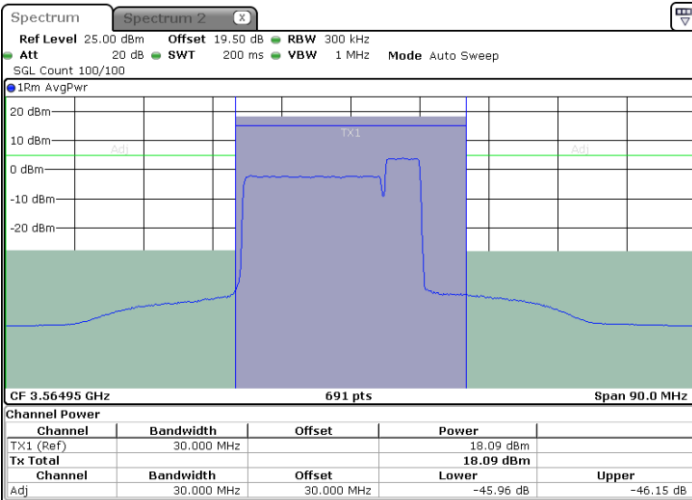 Spectrum Spectrum 2 X
Ref Level 25.00 dBm Offset 19.50 dB RBW 300 kHz
Att 20 dB SWT 200 ms VBW 1 MHz Mode Auto Sweep
SGL Count 100/100
1Rm AvgPwr
20 dBm
TX1
10 dBm
Adj Adj
0 dBm
-10 dBm
-20 dBm
CF 3.56495 GHz 691 pts Span 90.0 MHz
Channel Power
Channel Bandwidth Offset Power
TX1 (Ref) 30.000 MHz 18.09 dBm
Tx Total 18.09 dBm
Channel Bandwidth Offset Lower Upper
Adj 30.000 MHz 30.000 MHz -45.96 dB -46.15 dB